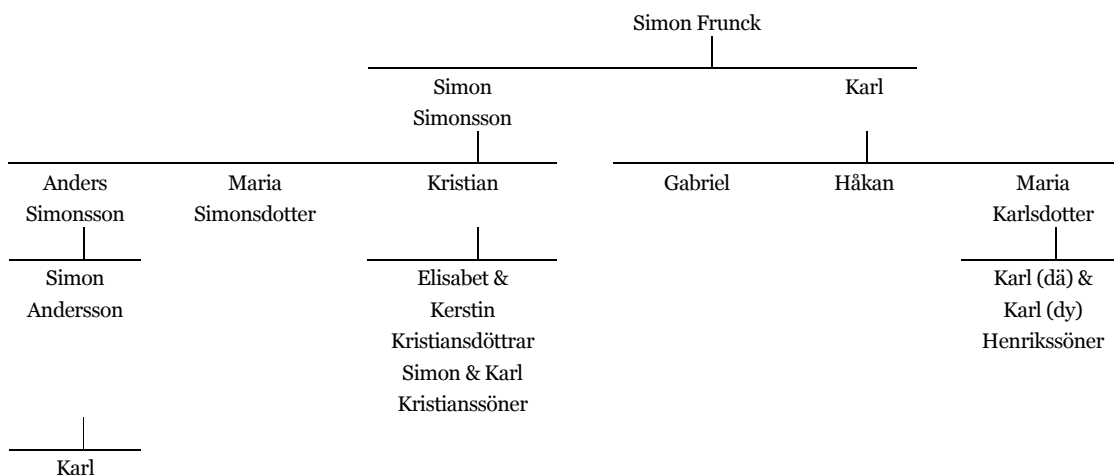 Simon Frunck
Simon
Simonsson
Karl
Anders
Simonsson
Maria
Simonsdotter
Kristian
Gabriel
Håkan
Maria
Karlsdotter
Simon
Andersson
Elisabet &
Kerstin
Kristiansdöttrar
Simon & Karl
Kristianssöner
Karl (dä) &
Karl (dy)
Henrikssöner
Karl